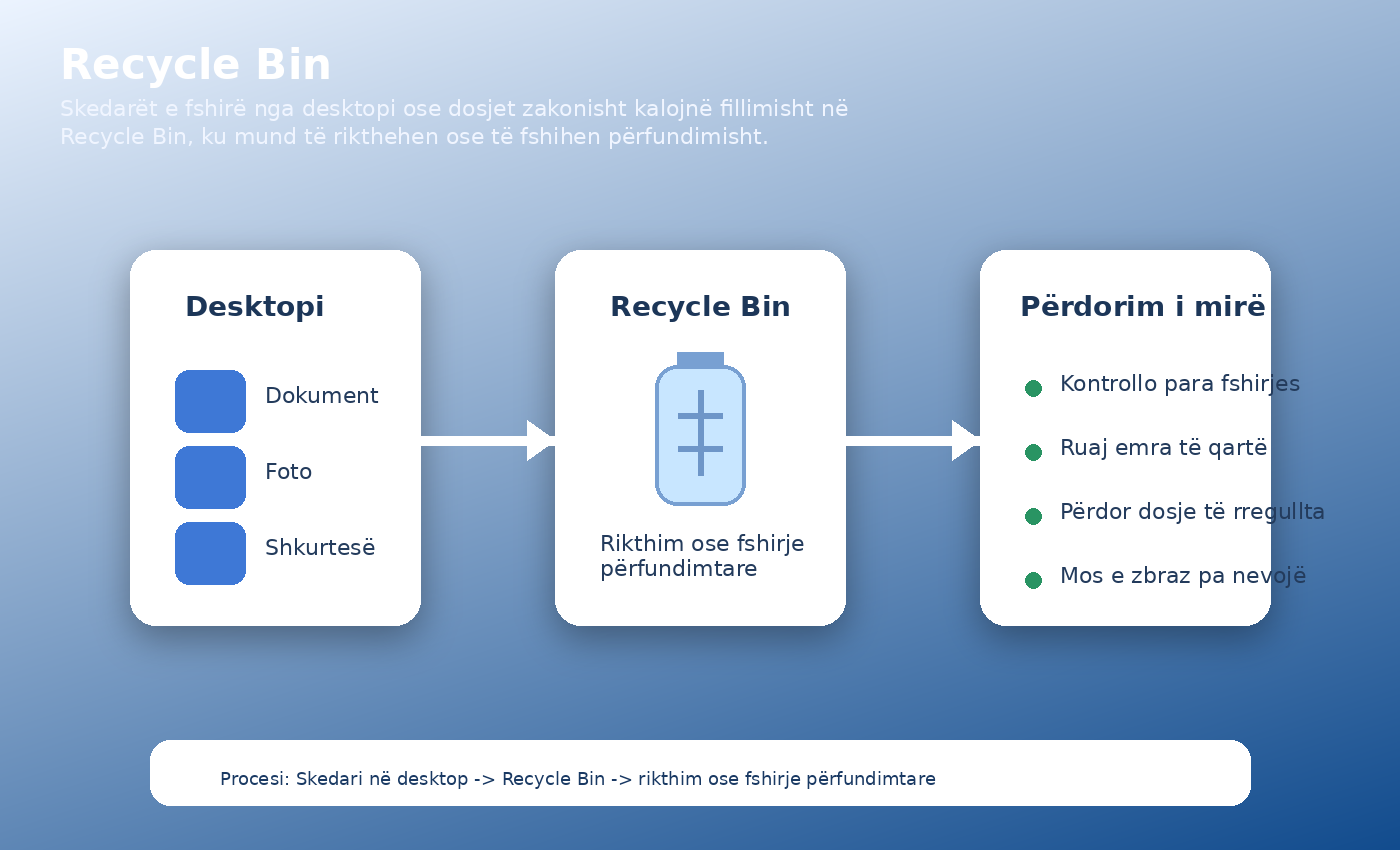 Recycle Bin
Skedarët e fshirë nga desktopi ose dosjet zakonisht kalojnë fillimisht në
Recycle Bin, ku mund të rikthehen ose të fshihen përfundimisht.
Desktopi
Dokument
Foto
Shkurtesë
Recycle Bin
Rikthim ose fshirje
përfundimtare
Përdorim i mirë
Kontrollo para fshirjes
Ruaj emra të qartë
Përdor dosje të rregullta
Mos e zbraz pa nevojë
Procesi: Skedari në desktop -> Recycle Bin -> rikthim ose fshirje përfundimtare